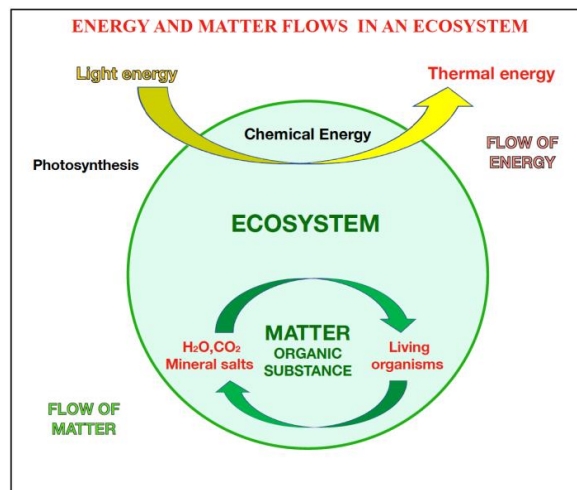 ENERGY AND MATTER FLOWS IN AN ECOSYSTEM
Light energy
Thermal energy
Chemical Energy
Photosynthesis
FLOW OF
ENERGY
ECOSYSTEM
MATTER
ORGANIC
SUBSTANCE
H₂O,CO₂
Mineral salts
Living
organisms
FLOW OF
MATTER